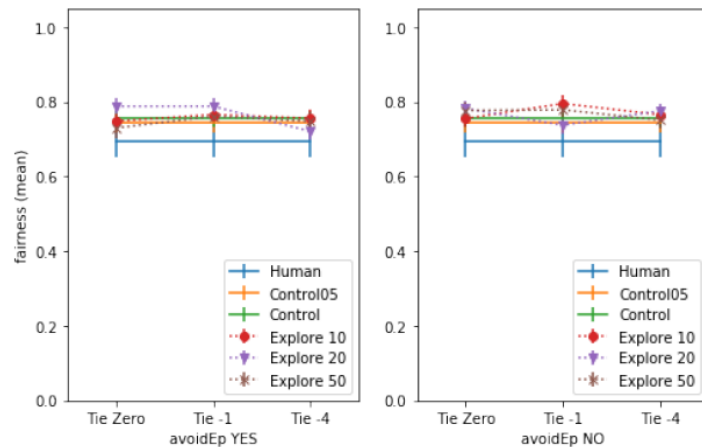 fairness (mean)
1.0
0.8
0.6
0.4
0.2
0.0
Human
Control05
Control
Explore 10
Explore 20
Explore 50
Tie Zero
Tie -1
Tie -4
avoidEp YES
1.0
0.8
0.6
0.4
0.2
0.0
Human
Control05
Control
Explore 10
Explore 20
Explore 50
Tie Zero
Tie -1
Tie -4
avoidEp NO